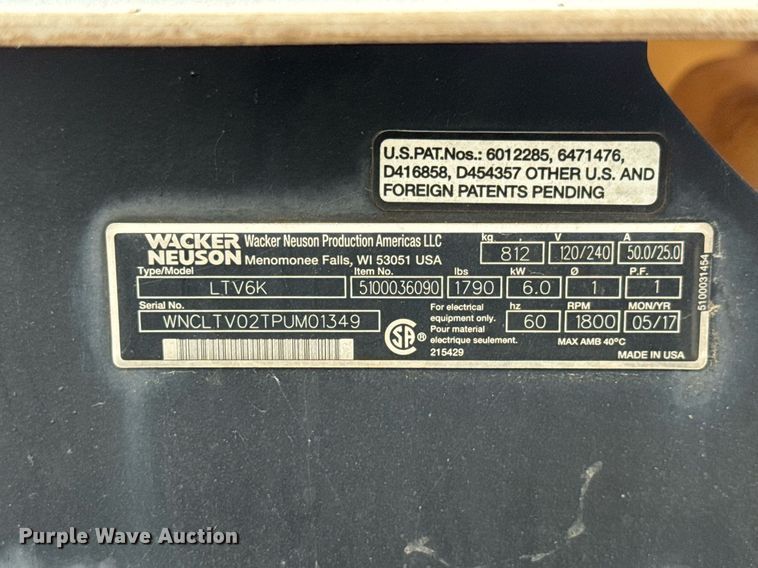 U.S.PAT.Nos.: 6012285, 6471476,
D416858, D454357 OTHER U.S. AND
FOREIGN PATENTS PENDING
WACKER NEUSON
Wacker Neuson Production Americas LLC
Menomonee Falls, WI 53051 USA
kg 812
V 120/240
A 50.0/25.0
Type/Model LTV6K
Item No. 5100036090
lbs 1790
kW 6.0
Ø 1
P.F. 1
Serial No. WNCLTV02TPUM01349
For electrical
equipment only.
Pour material
electrique seulement.
215429
SA ®
hz 60
RPM 1800
MON/YR 05/17
MAX AMB 40°C
MADE IN USA
5100031454
Purple Wave Auction